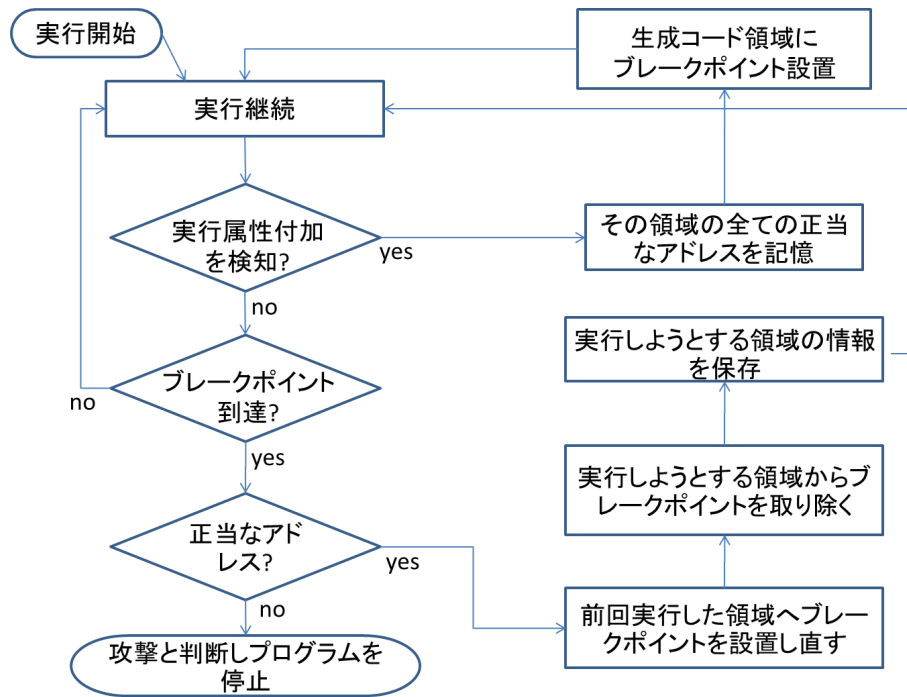 実行開始
生成コード領域に
ブレークポイント設置
実行継続
実行属性付加
を検知?
yes
その領域の全ての正当
なアドレスを記憶
no
実行しようとする領域の情報
を保存
ブレークポイント
到達?
no
yes
実行しようとする領域からブ
レークポイントを取り除く
正当なアド
レス?
yes
no
前回実行した領域へブレー
クポイントを設置し直す
攻撃と判断しプログラムを
停止